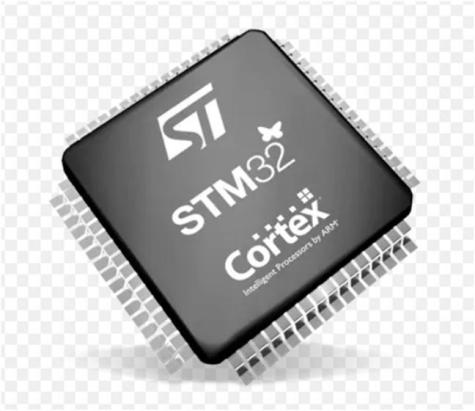 ST
STM32
Cortex
Intelligent Processors by ARM®